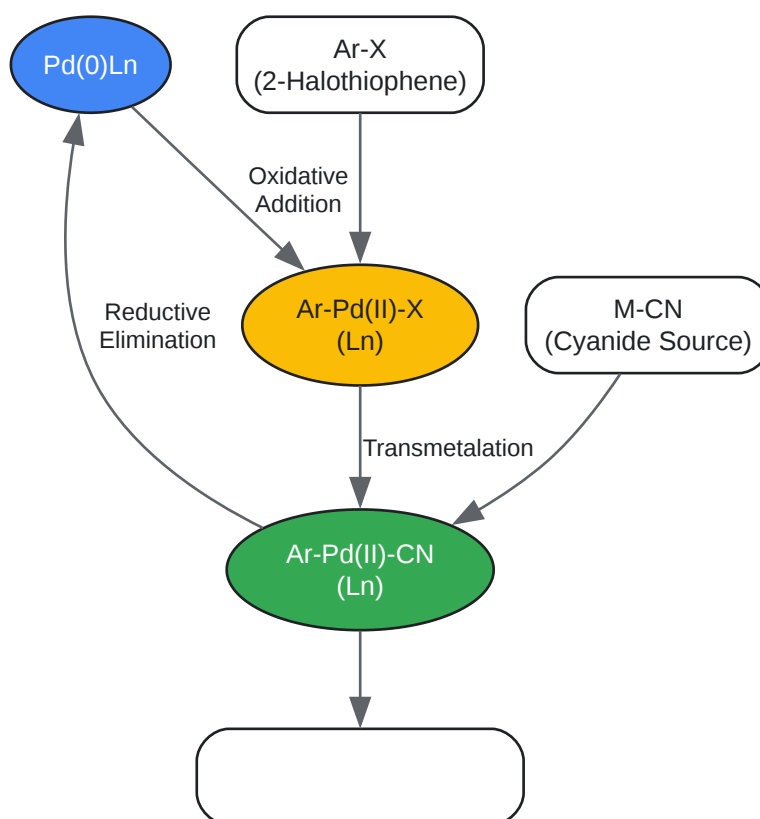 Pd(0)Ln
Ar-X
(2-Halothiophene)
Oxidative
Addition
Ar-Pd(II)-X
(Ln)
M-CN
(Cyanide Source)
Reductive
Elimination
Transmetalation
Ar-Pd(II)-CN
(Ln)